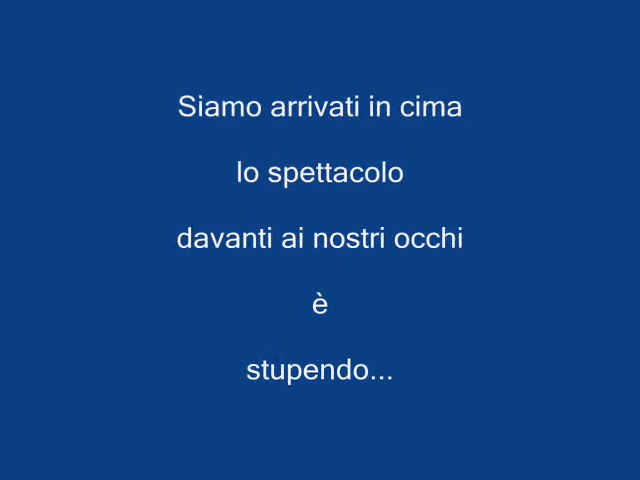 Siamo arrivati in cima
lo spettacolo
davanti ai nostri occhi
è
stupendo...